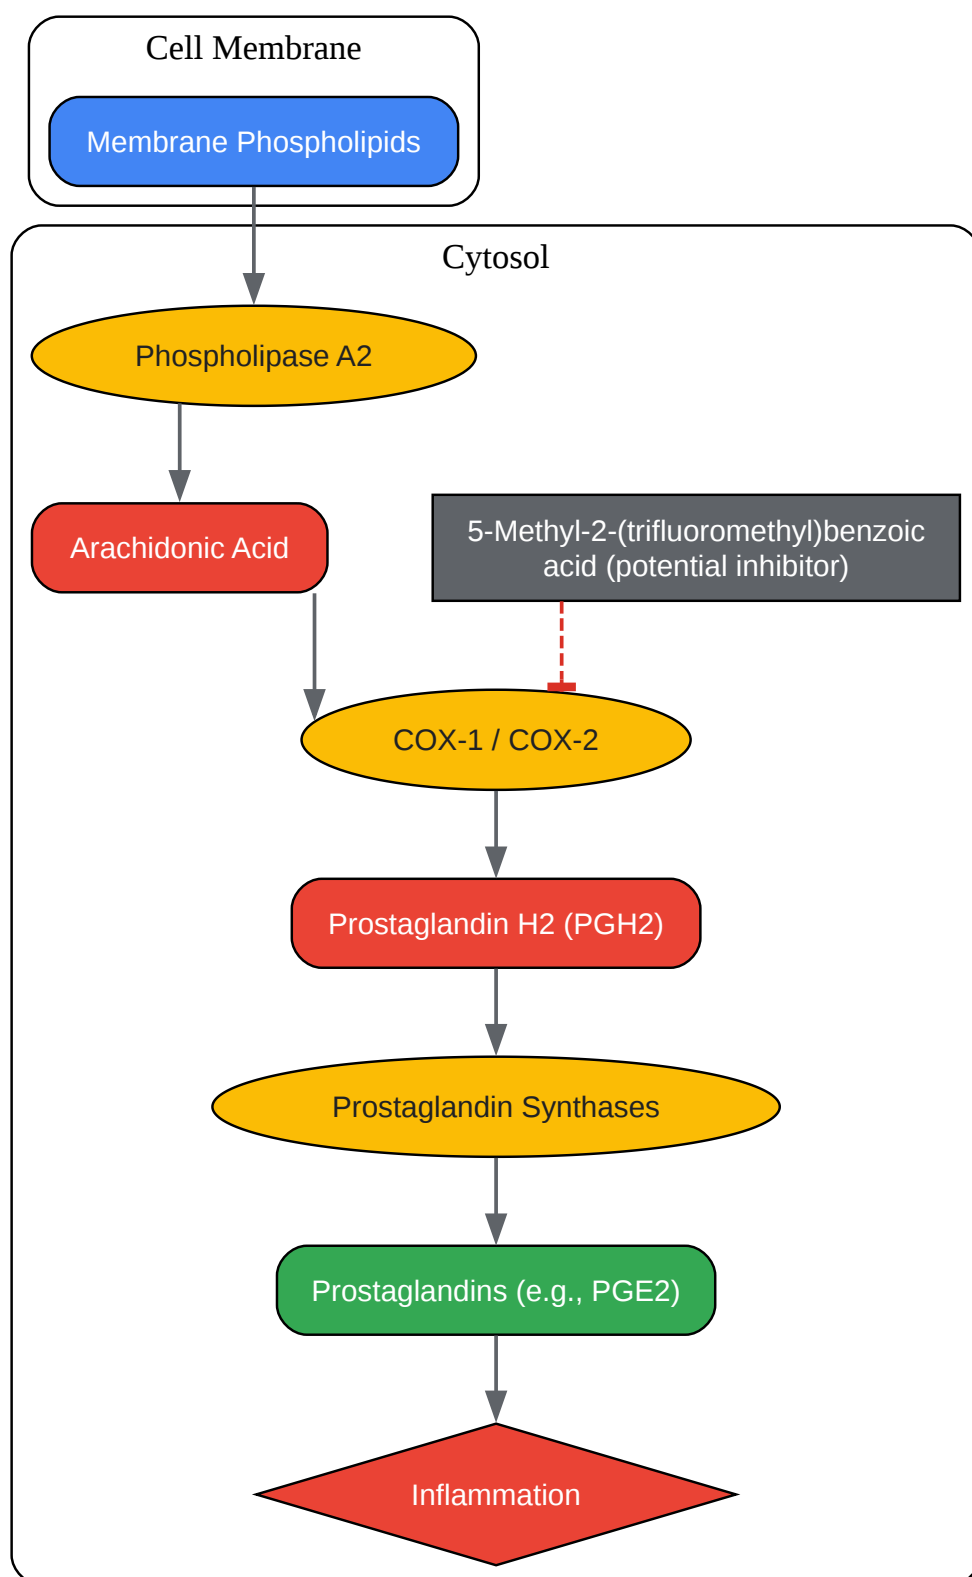 Cell Membrane
Membrane Phospholipids
Cytosol
Phospholipase A2
Arachidonic Acid
5-Methyl-2-(trifluoromethyl)benzoic
acid (potential inhibitor)
COX-1 / COX-2
Prostaglandin H2 (PGH2)
Prostaglandin Synthases
Prostaglandins (e.g., PGE2)
Inflammation